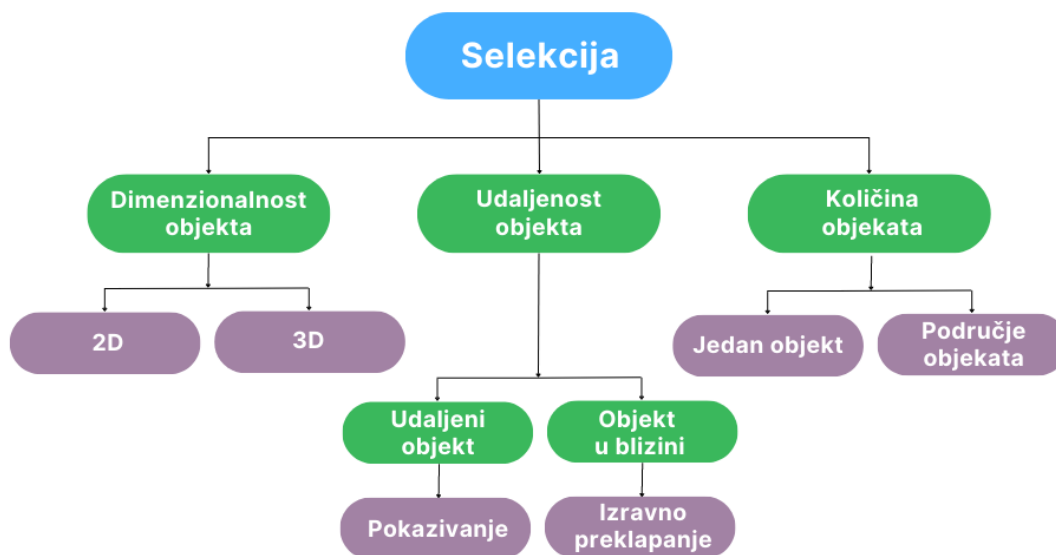 Selekcija
Dimenzionalnost
objekta
Udaljenost
objekta
Količina
objekata
2D
3D
Jedan objekt
Područje
objekata
Udaljeni
objekt
Objekt
u blizini
Pokazivanje
Izravno
preklapanje